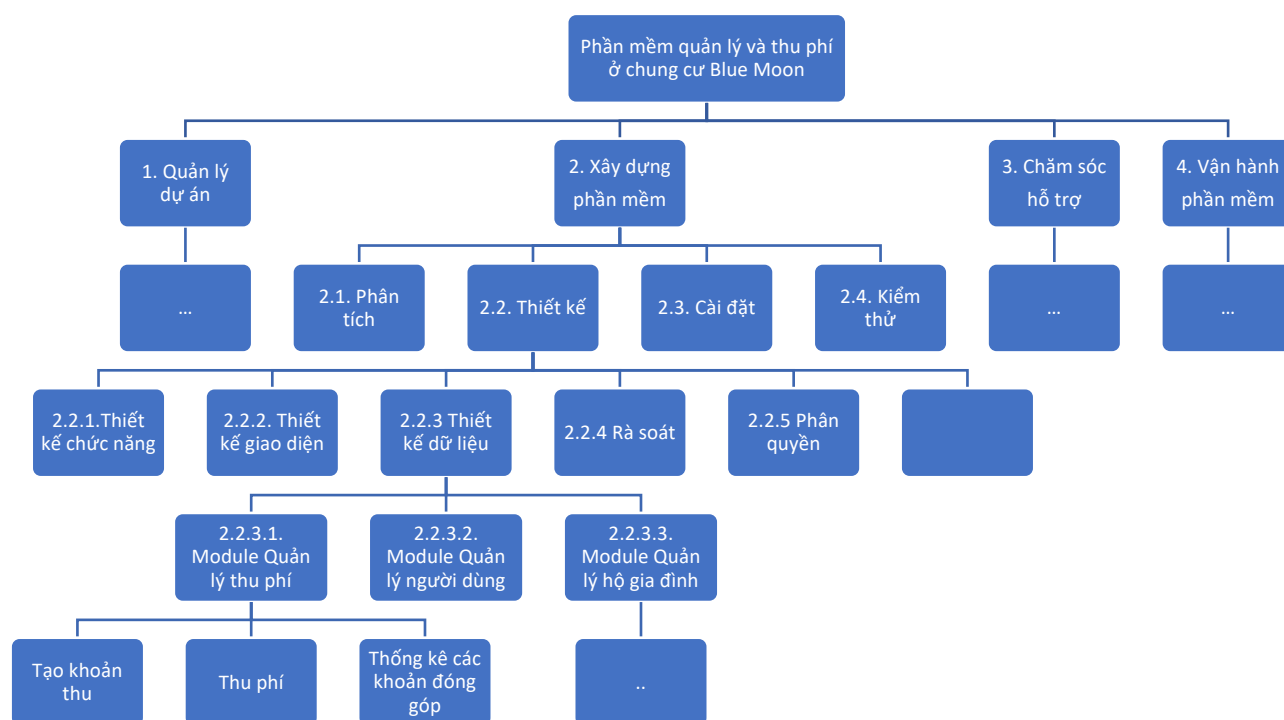 Phần mềm quản lý và thu phí
ở chung cư Blue Moon
1. Quản lý
dự án
2. Xây dựng
phần mềm
3. Chăm sóc
hỗ trợ
4. Vận hành
phần mềm
...
2.1. Phân
tích
2.2. Thiết kế
2.3. Cài đặt
2.4. Kiểm
thử
...
...
2.2.1.Thiết
kế chức năng
2.2.2. Thiết
kế giao diện
2.2.3 Thiết
kế dữ liệu
2.2.4 Rà soát
2.2.5 Phân
quyền
2.2.3.1.
Module Quản
lý thu phí
2.2.3.2.
Module Quản
lý người dùng
2.2.3.3.
Module Quản
lý hộ gia đình
Tạo khoản
thu
Thu phí
Thống kê các
khoản đóng
góp
..